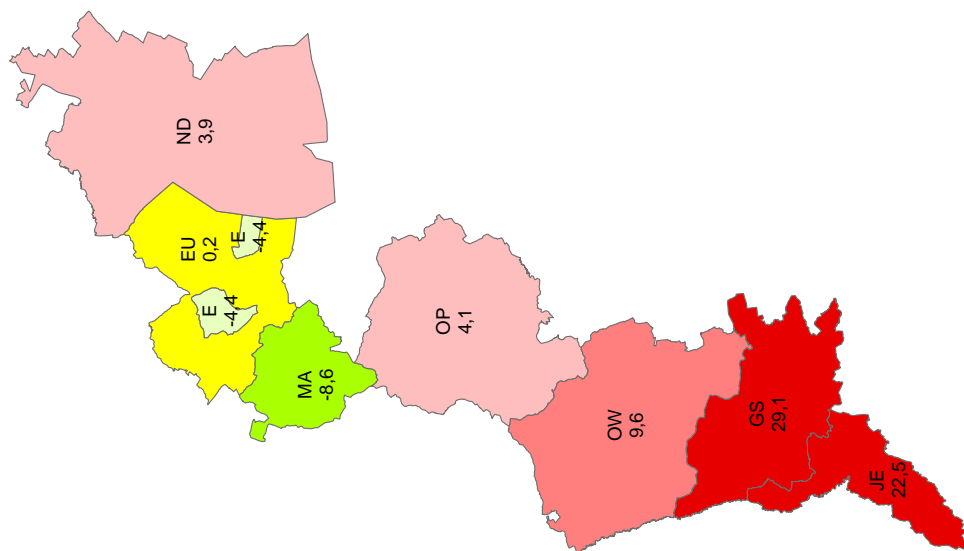 ND
3,9
EU
0,2
E
-4,4
E
-4,4
MA
-8,6
OP
4,1
OW
9,6
GS
29,1
JE
22,5